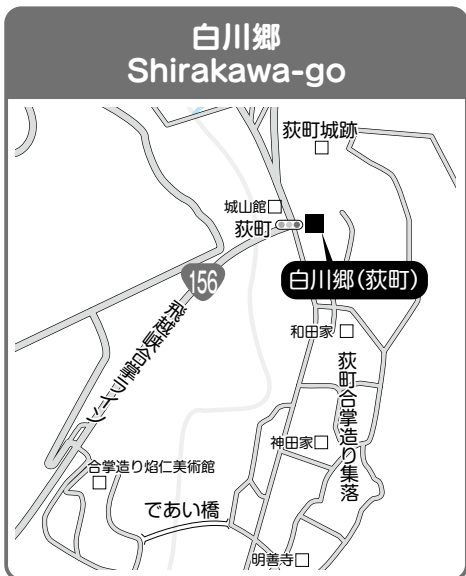 白川郷
Shirakawa-go
荻町城跡
城山館
荻町
156
白川郷(荻町)
飛越峡合掌ライン
和田家
荻町合掌造り集落
神田家
合掌造り焔仁美術館
であい橋
明善寺